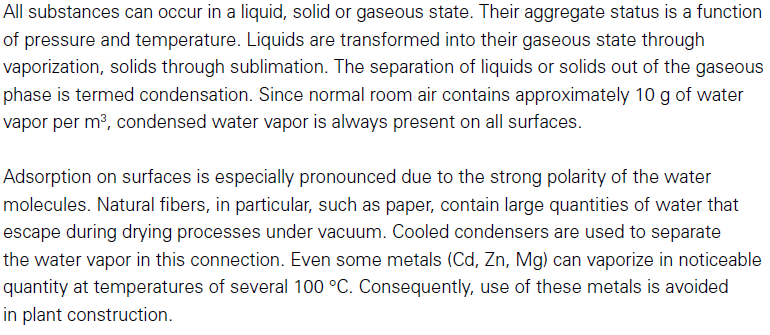 All substances can occur in a liquid, solid or gaseous state. Their aggregate status is a function
of pressure and temperature. Liquids are transformed into their gaseous state through
vaporization, solids through sublimation. The separation of liquids or solids out of the gaseous
phase is termed condensation. Since normal room air contains approximately 10 g of water
vapor per m³, condensed water vapor is always present on all surfaces.
Adsorption on surfaces is especially pronounced due to the strong polarity of the water
molecules. Natural fibers, in particular, such as paper, contain large quantities of water that
escape during drying processes under vacuum. Cooled condensers are used to separate
the water vapor in this connection. Even some metals (Cd, Zn, Mg) can vaporize in noticeable
quantity at temperatures of several 100 °C. Consequently, use of these metals is avoided
in plant construction.